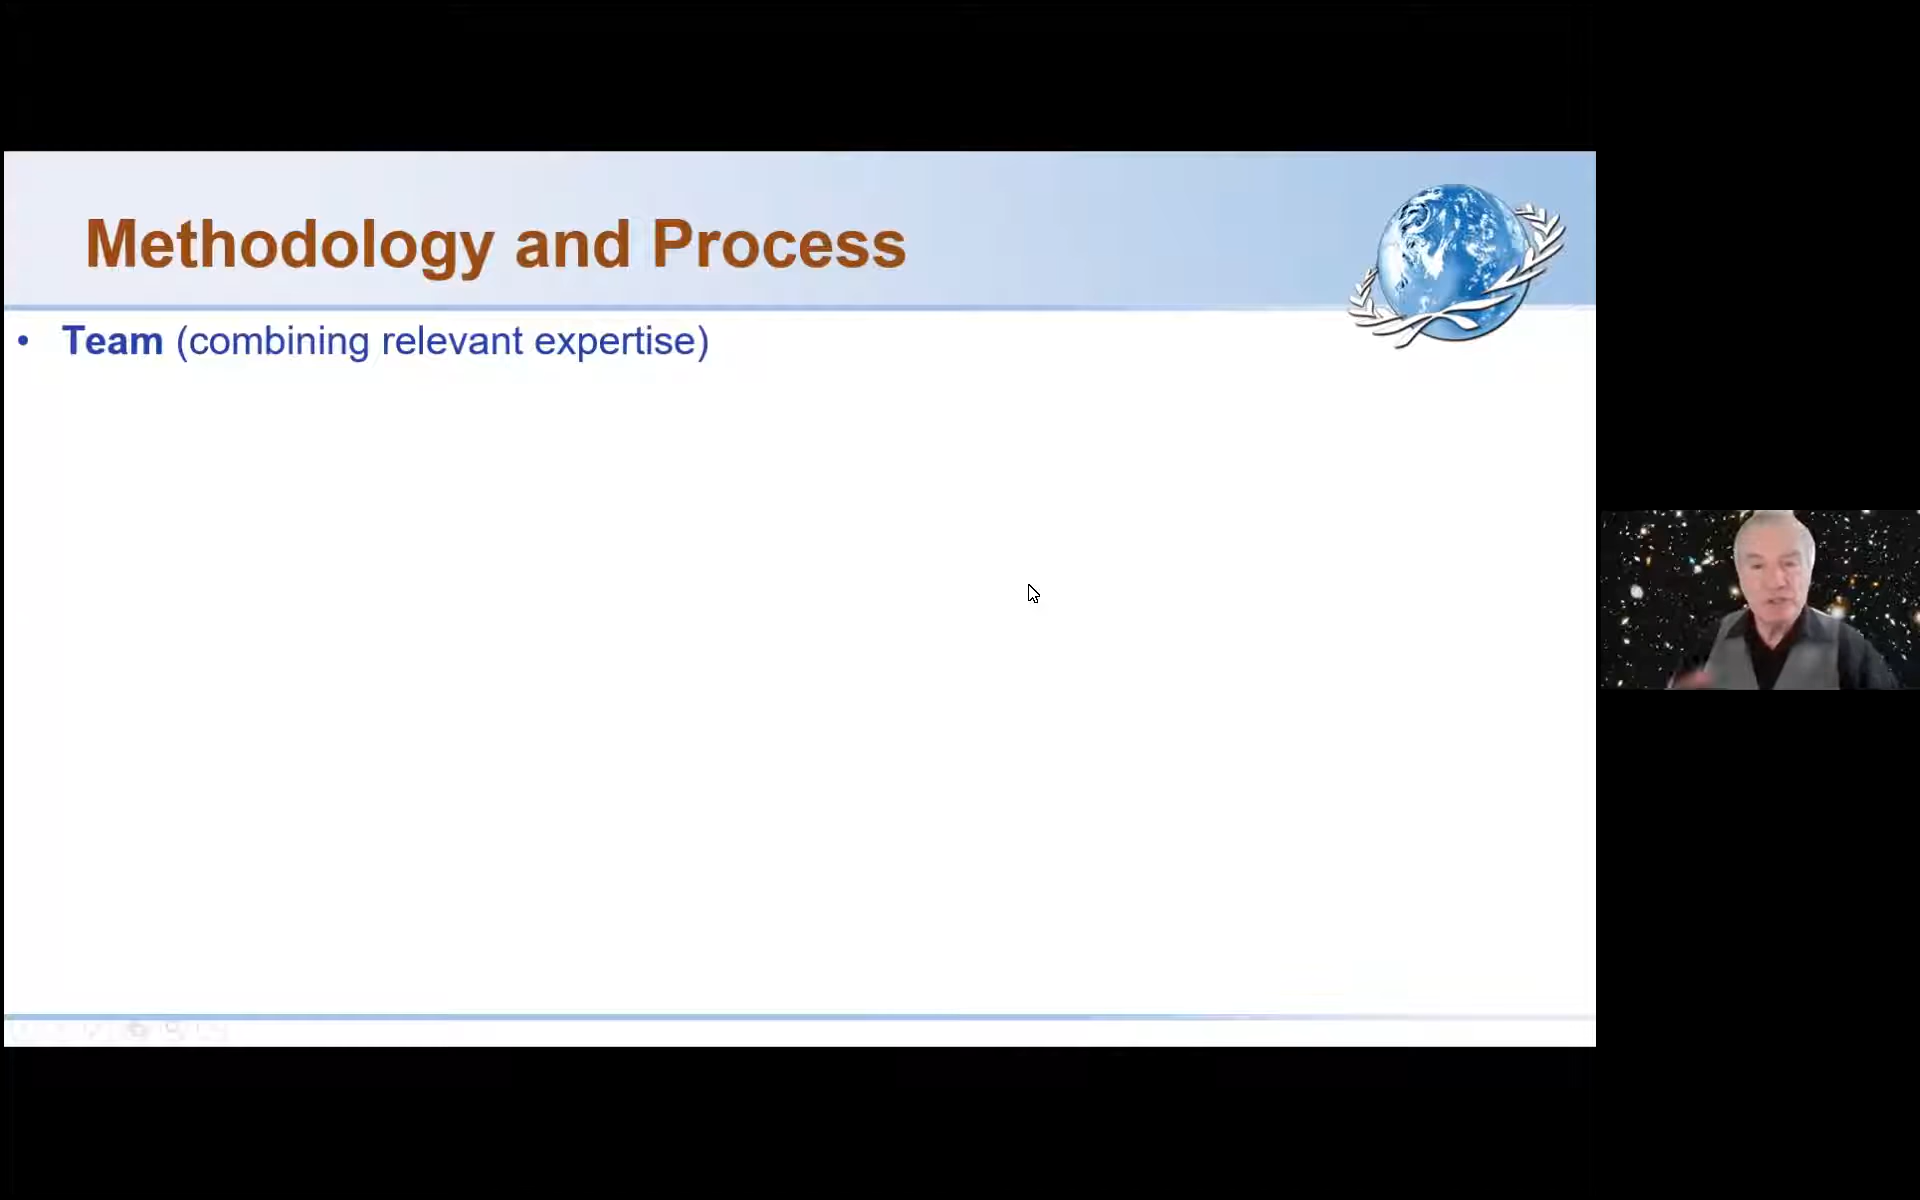 Methodology and Process
• Team (combining relevant expertise)